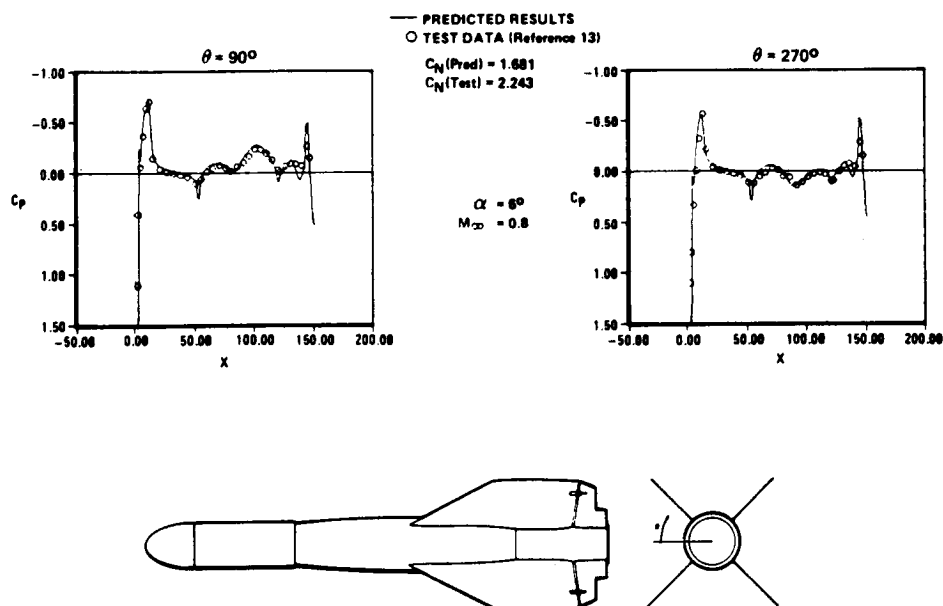 — PREDICTED RESULTS
○ TEST DATA (Reference 13)
θ = 90°
C_N(Pred) = 1.681
C_N(Test) = 2.243
θ = 270°
-1.00
-0.50
0.00
0.50
1.00
1.50
C_P
-50.00 0.00 50.00 100.00 150.00 200.00
X
α = 6°
M_∞ = 0.8
-1.00
-0.50
0.00
0.50
1.00
1.50
C_P
-50.00 0.00 50.00 100.00 150.00 200.00
X